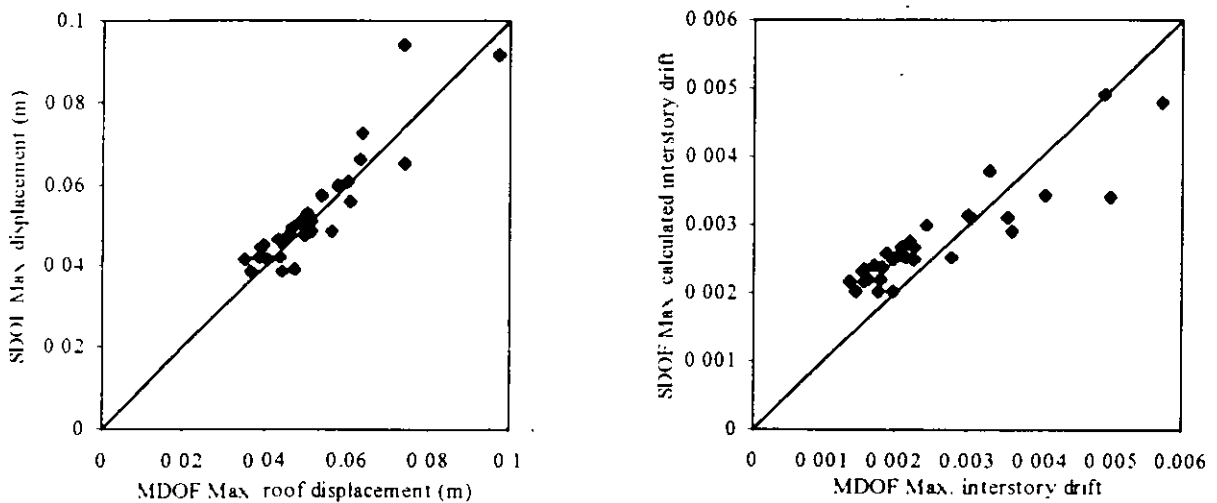 0.1
0 08
0.06
0 04
0 02
0
0 0 02 0 04 0.06 0 08 0 1
SDOF Max displacement (m)
MDOF Max roof displacement (m)
0 006
0.005
0 004
0.003
0 002
0 001
0
0 0 001 0 002 0.003 0 004 0 005 0.006
SDOF Max calculated interstory drift
MDOF Max. interstory drift